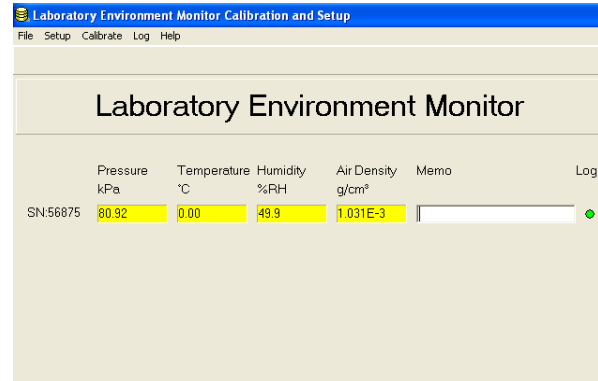 Laboratory Environment Monitor Calibration and Setup
File Setup Calibrate Log Help
Laboratory Environment Monitor
Pressure Temperature Humidity Air Density Memo Log
kPa °C %RH g/cm³
SN:56875 80.92 0.00 49.9 1.031E-3